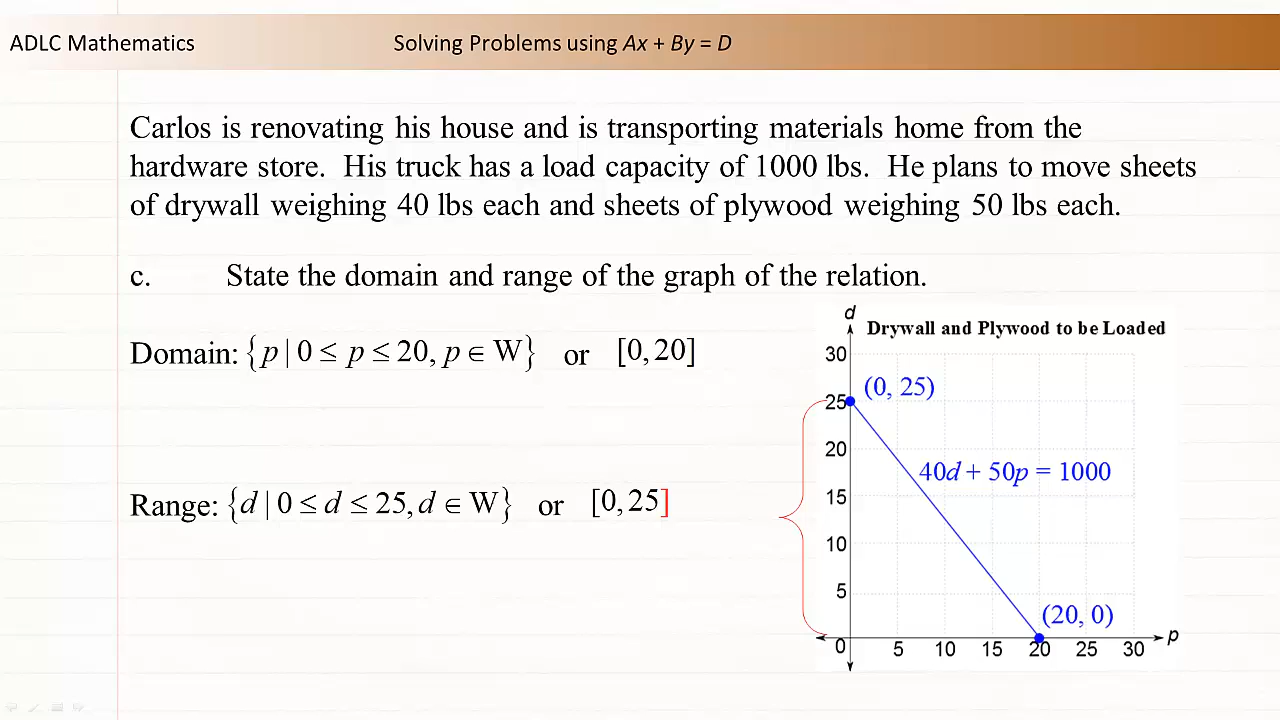 ADLC Mathematics
Solving Problems using Ax + By = D
Carlos is renovating his house and is transporting materials home from the
hardware store. His truck has a load capacity of 1000 lbs. He plans to move sheets
of drywall weighing 40 lbs each and sheets of plywood weighing 50 lbs each.
c. State the domain and range of the graph of the relation.
Domain: {p | 0 ≤ p ≤ 20, p ∈ W} or [0, 20]
Range: {d | 0 ≤ d ≤ 25, d ∈ W} or [0, 25]
d
Drywall and Plywood to be Loaded
30
(0, 25)
25
20
40d + 50p = 1000
15
10
5
(20, 0)
p
0 5 10 15 20 25 30